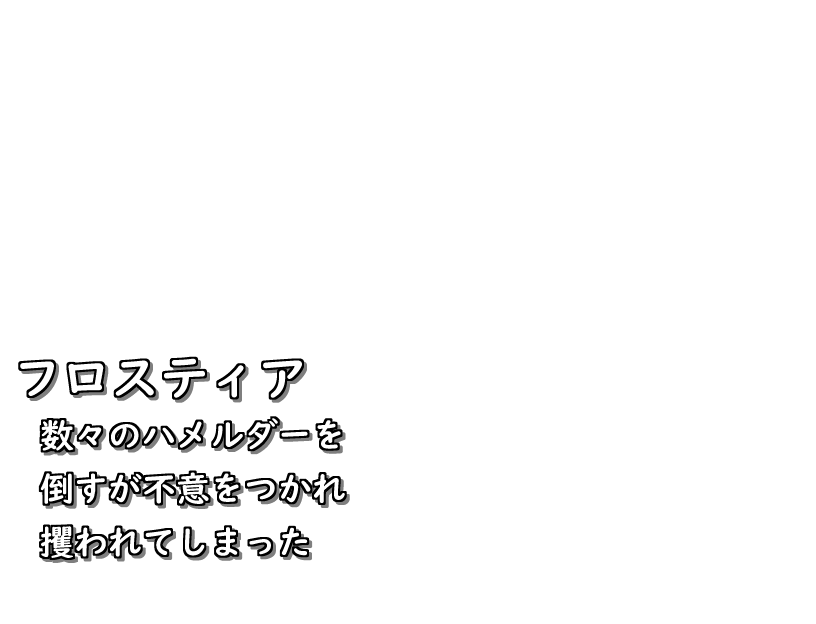 フロスティア
数々のハメルダーを
倒すが不意をつかれ
攫われてしまった